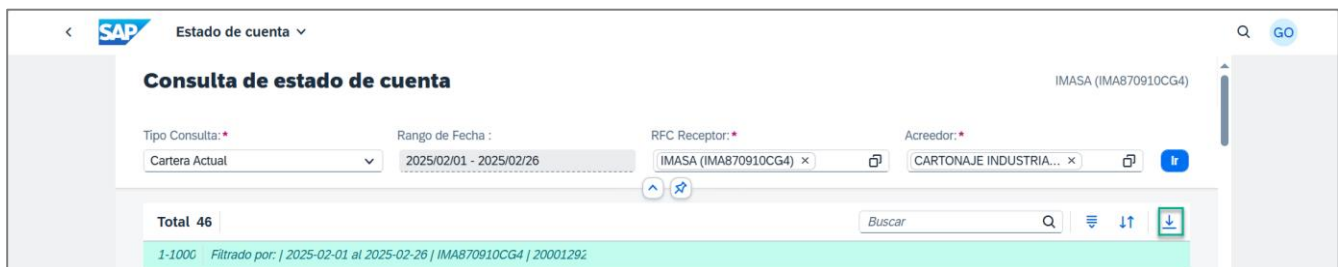 SAP Estado de cuenta GO
Consulta de estado de cuenta IMASA (IMA870910CG4)
Tipo Consulta:* Rango de Fecha : RFC Receptor:* Acreedor:*
Cartera Actual 2025/02/01 - 2025/02/26 IMASA (IMA870910CG4) × CARTONAJE INDUSTRIA... × Ir
Total 46 Buscar
1-1000 Filtrado por: | 2025-02-01 al 2025-02-26 | IMA870910CG4 | 20001292